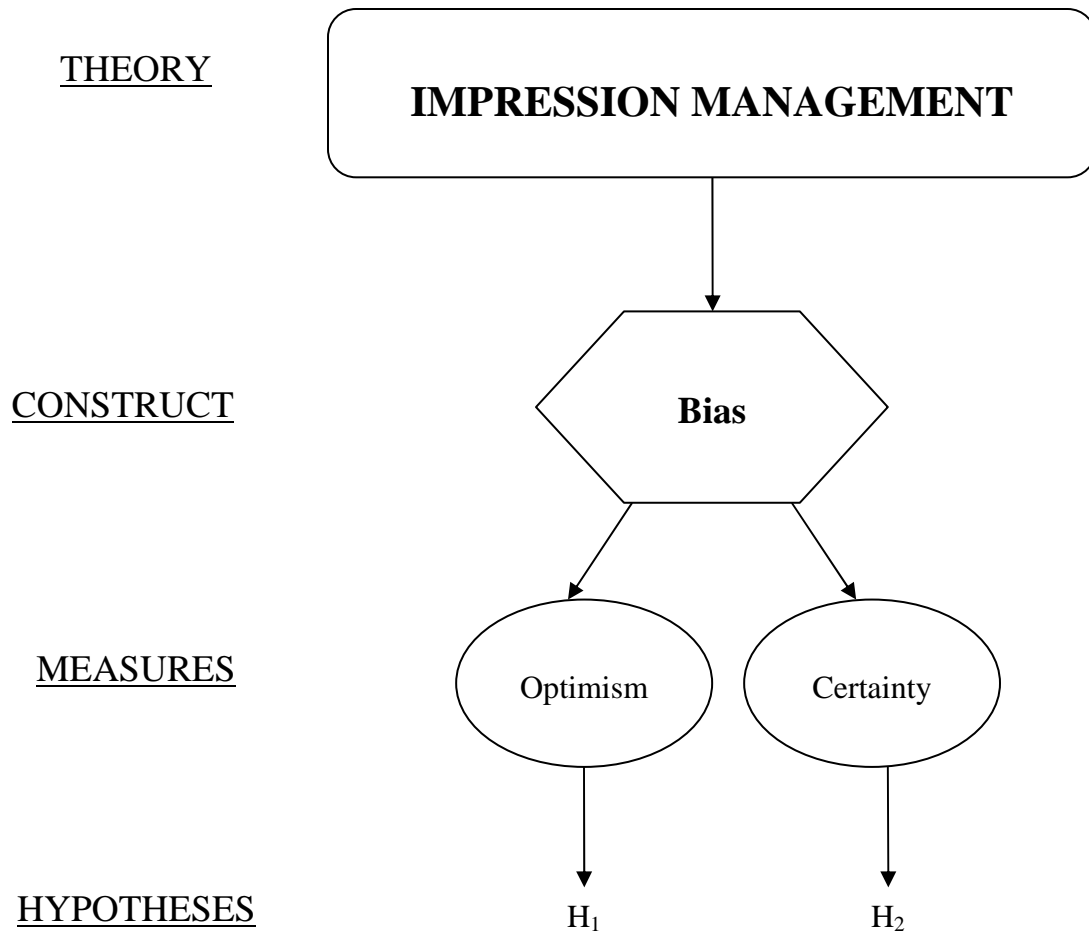 THEORY
IMPRESSION MANAGEMENT
CONSTRUCT
Bias
MEASURES
Optimism
Certainty
HYPOTHESES
H₁
H₂